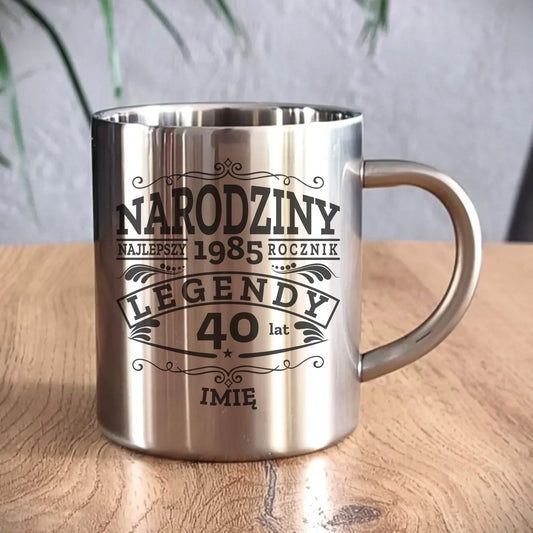 NARODZINY
NAJLEPSZY 1985 ROCZNIK
LEGENDY
40 lat
IMIĘ